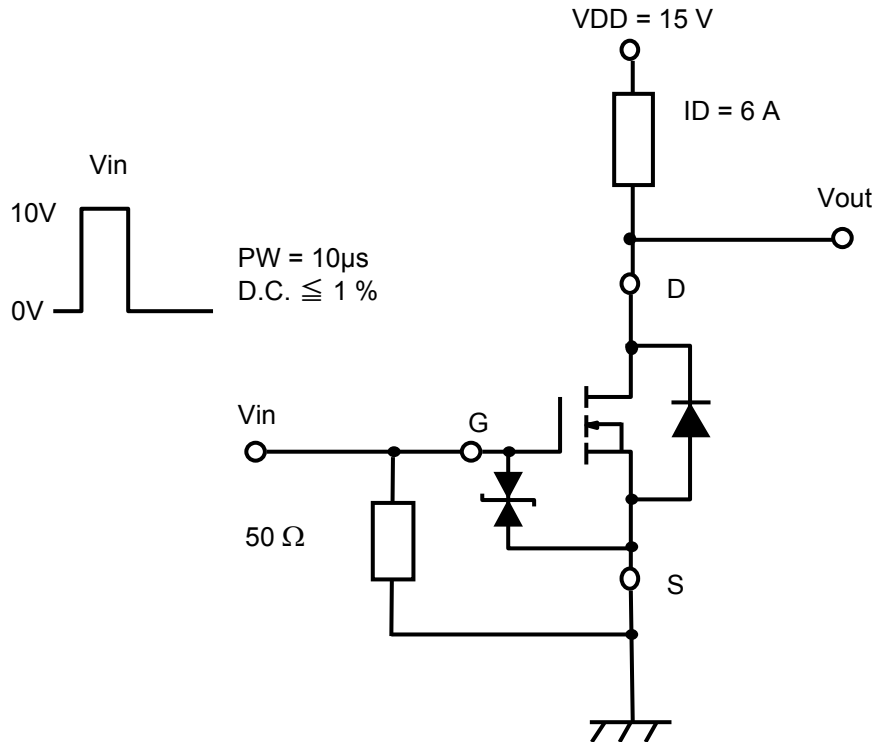 VDD = 15 V
ID = 6 A
Vin
10V
Vout
PW = 10µs
D.C. ≦ 1 %
0V
D
Vin
G
50 Ω
S